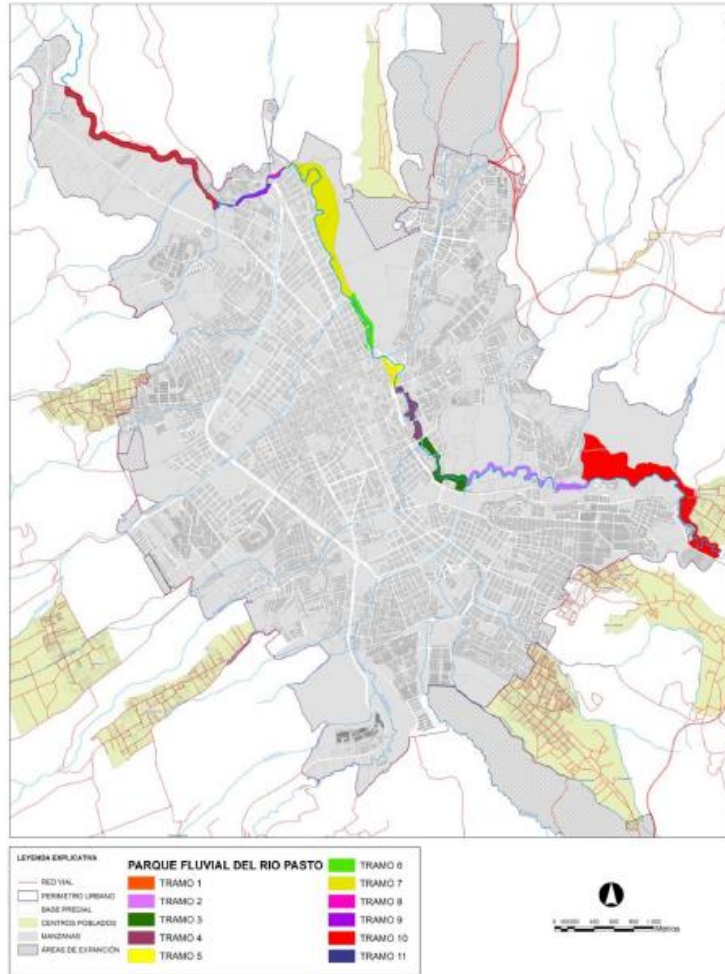 LEYENDA EXPLICATIVA
RED VIAL
PERIMETRO URBANO
BASE PREDIAL
CENTROS POBLADOS
MANZANAS
ÁREAS DE EXPANCIÓN
PARQUE FLUVIAL DEL RIO PASTO
TRAMO 1
TRAMO 2
TRAMO 3
TRAMO 4
TRAMO 5
TRAMO 6
TRAMO 7
TRAMO 8
TRAMO 9
TRAMO 10
TRAMO 11
Metros